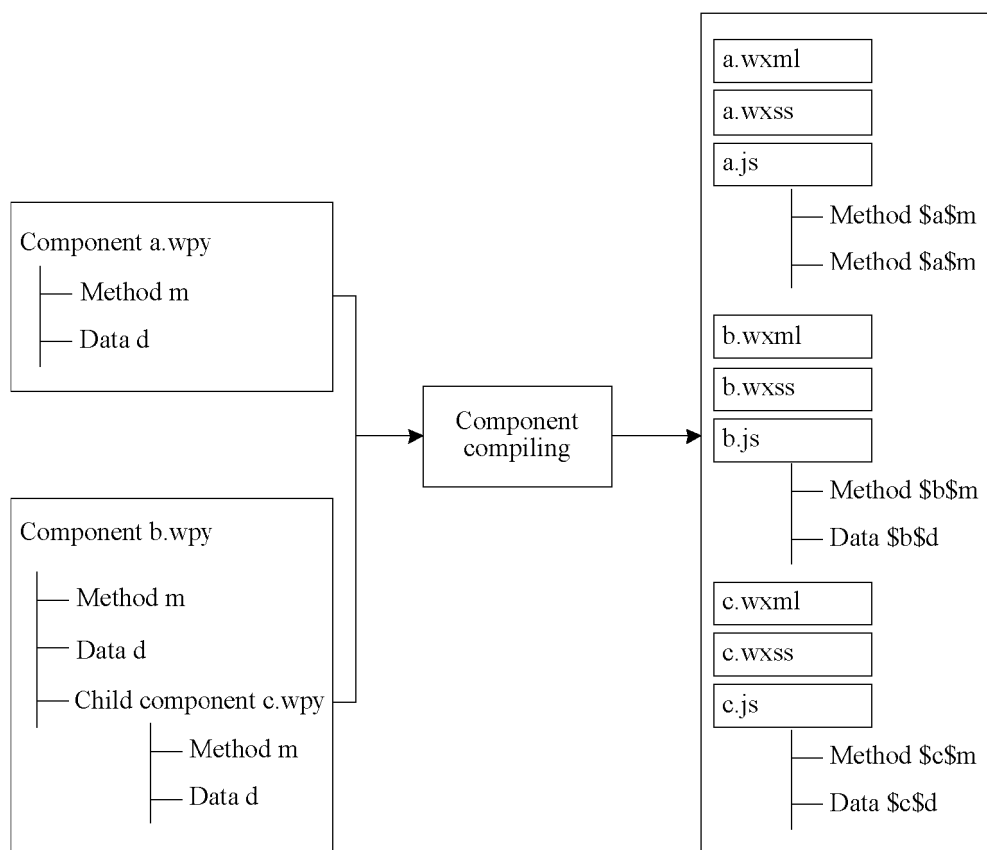 Component a.wpy
Method m
Data d
Component b.wpy
Method m
Data d
Child component c.wpy
Method m
Data d
Component
compiling
a.wxml
a.wxss
a.js
Method $a$m
Method $a$m
b.wxml
b.wxss
b.js
Method $b$m
Data $b$d
c.wxml
c.wxss
c.js
Method $c$m
Data $c$d